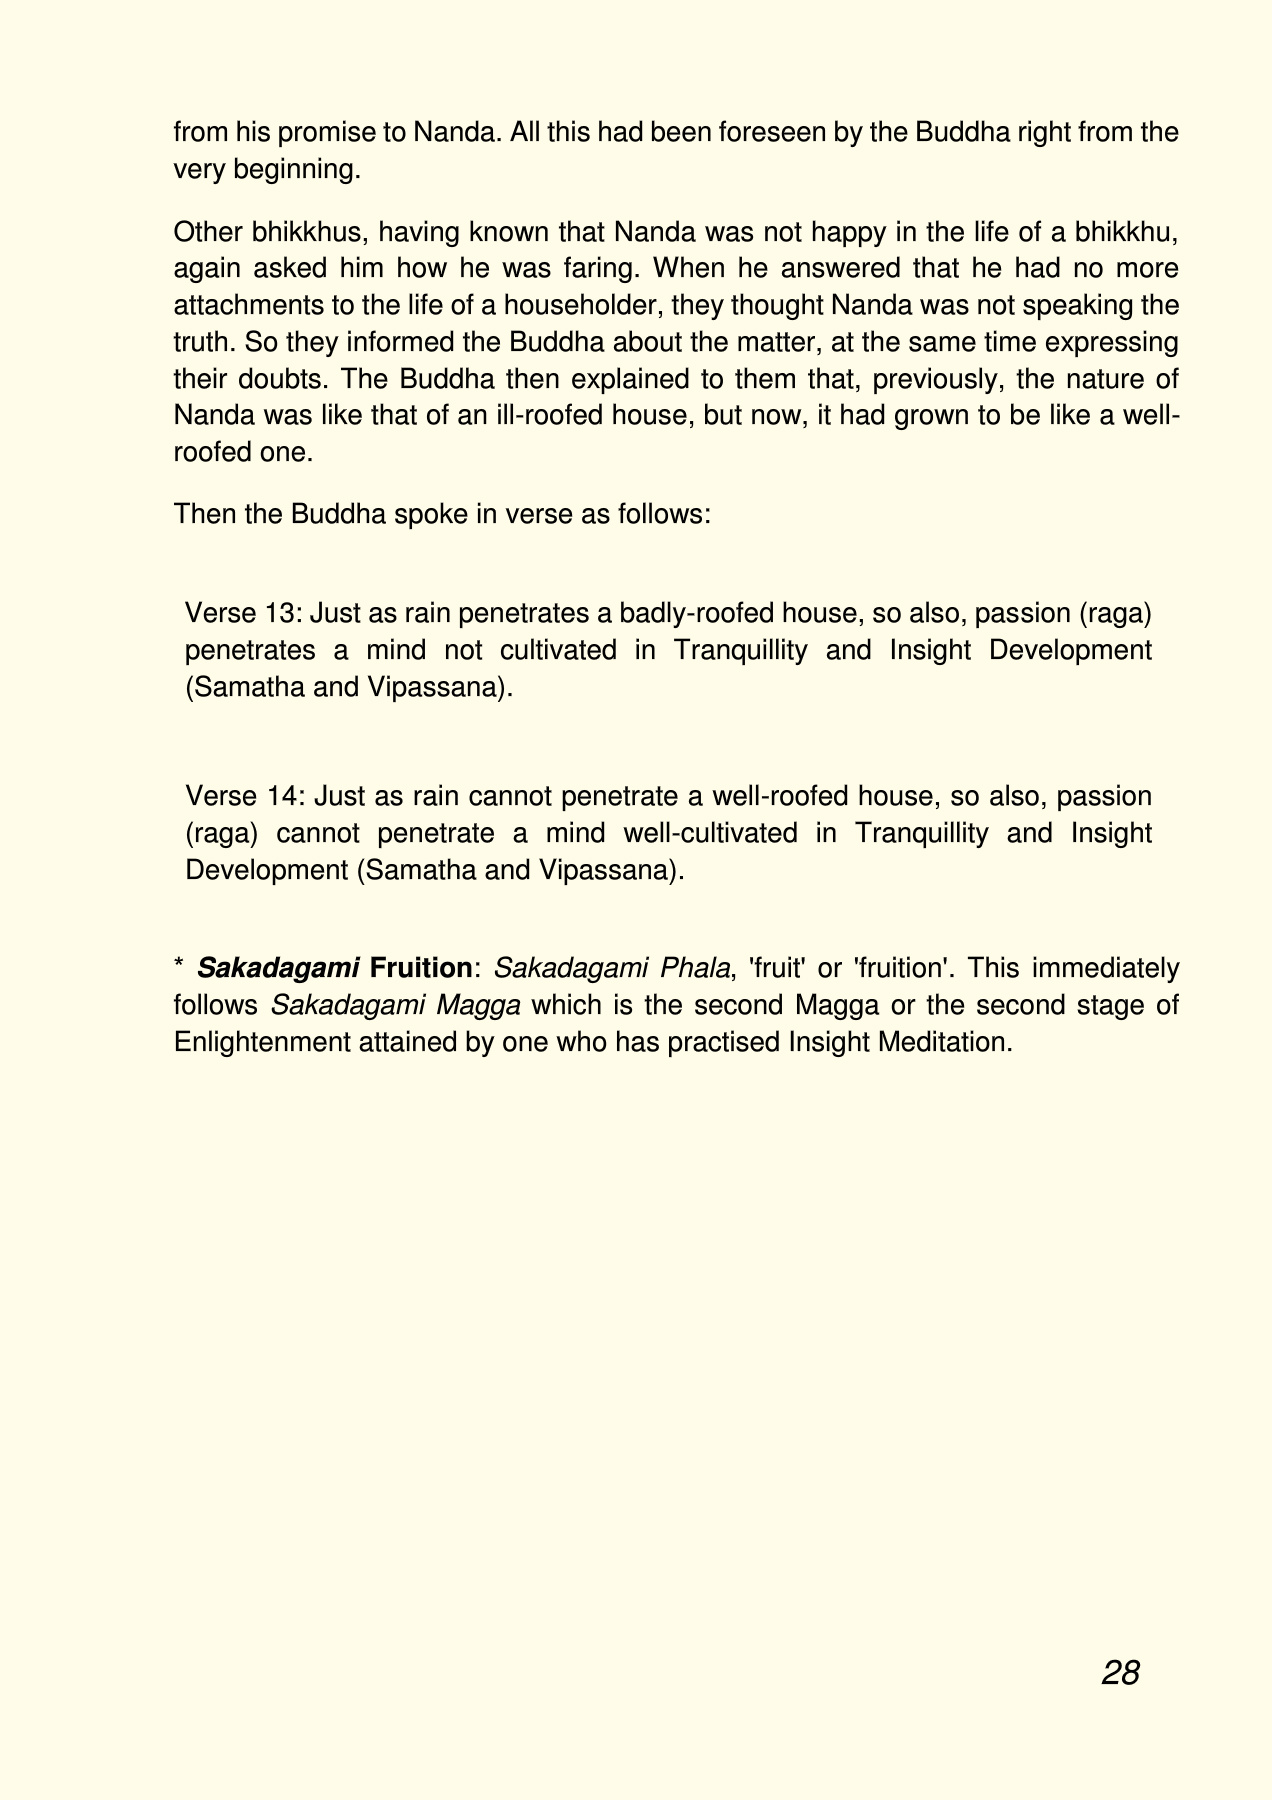 from his promise to Nanda. All this had been foreseen by the Buddha right from the
very beginning.
Other bhikkhus, having known that Nanda was not happy in the life of a bhikkhu,
again asked him how he was faring. When he answered that he had no more
attachments to the life of a householder, they thought Nanda was not speaking the
truth. So they informed the Buddha about the matter, at the same time expressing
their doubts. The Buddha then explained to them that, previously, the nature of
Nanda was like that of an ill-roofed house, but now, it had grown to be like a well-
roofed one.
Then the Buddha spoke in verse as follows:
Verse 13: Just as rain penetrates a badly-roofed house, so also, passion (raga)
penetrates a mind not cultivated in Tranquillity and Insight Development
(Samatha and Vipassana).
Verse 14: Just as rain cannot penetrate a well-roofed house, so also, passion
(raga) cannot penetrate a mind well-cultivated in Tranquillity and Insight
Development (Samatha and Vipassana).
* Sakadagami Fruition: Sakadagami Phala, 'fruit' or 'fruition'. This immediately
follows Sakadagami Magga which is the second Magga or the second stage of
Enlightenment attained by one who has practised Insight Meditation.
28